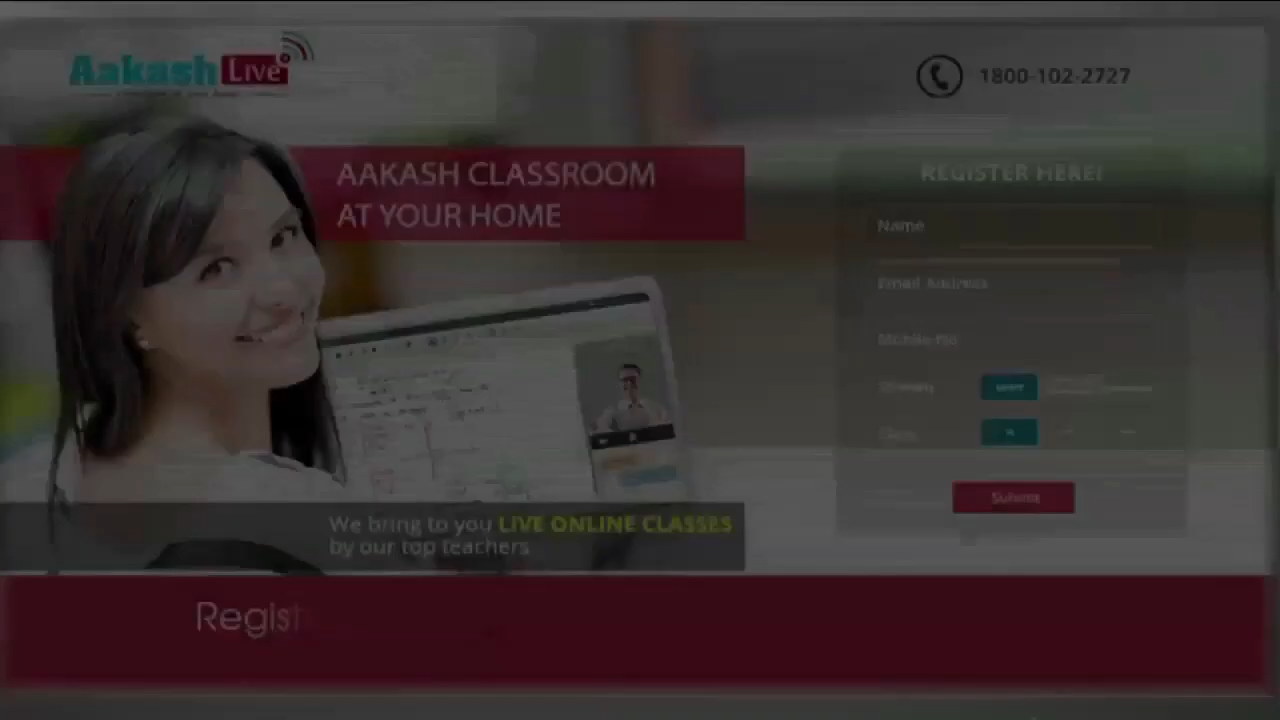 Aakash Live
1800-102-2727
AAKASH CLASSROOM
AT YOUR HOME
REGISTER HERE!
Name
Email Address
Mobile No
Class
Submit
We bring to you LIVE ONLINE CLASSES
by our top teachers
Regist